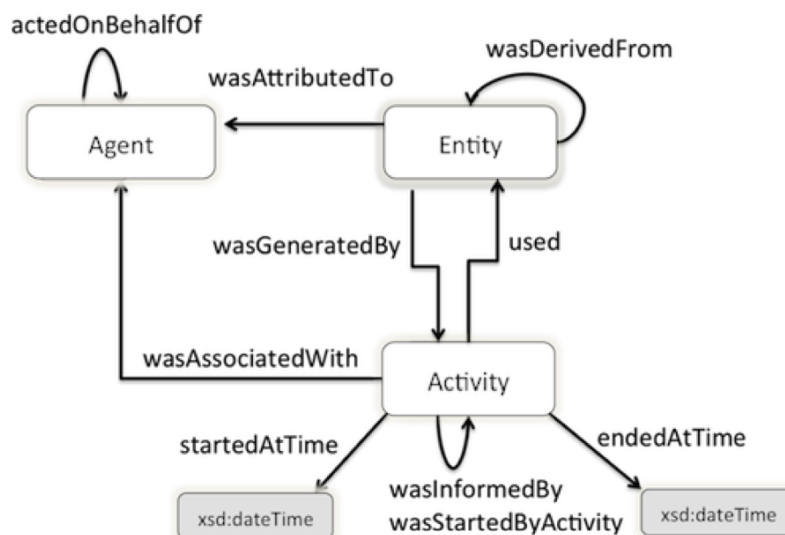 actedOnBehalfOf
wasDerivedFrom
wasAttributedTo
Agent
Entity
wasGeneratedBy
used
wasAssociatedWith
Activity
startedAtTime
endedAtTime
wasInformedBy
wasStartedByActivity
xsd:dateTime
xsd:dateTime